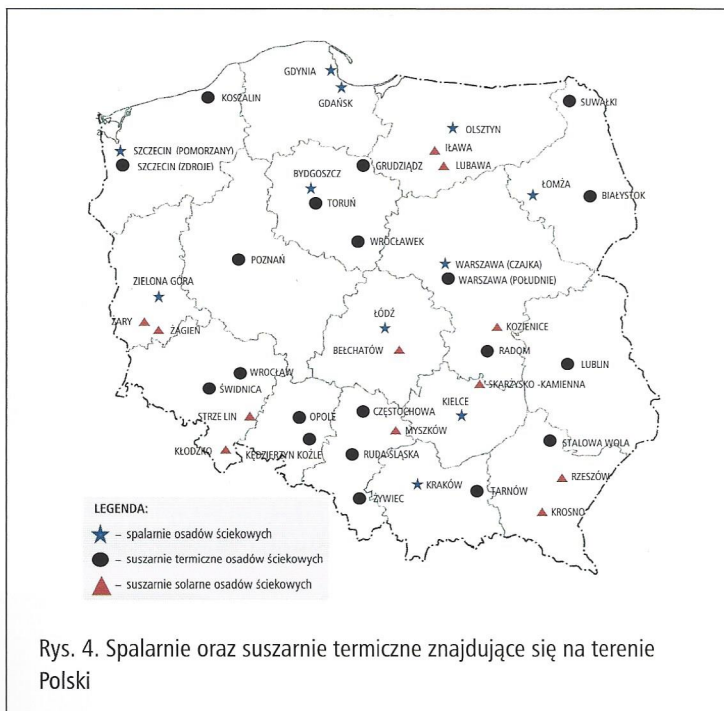 GDYNIA
GDAŃSK
KOSZALIN
SUWAŁKI
OLSZTYN
IŁAWA
LUBAWA
SZCZECIN (POMORZANY)
SZCZECIN (ZDROJE)
GRUDZIĄDZ
BYDGOSZCZ
TORUŃ
ŁOMŻA
BIAŁYSTOK
WROCŁAWEK
POZNAŃ
WARSZAWA (CZAJKA)
WARSZAWA (POŁUDNIE)
ZIELONA GÓRA
ŻARY
ŻAGIEŃ
ŁÓDŹ
BEŁCHATÓW
KOZIENICE
RADOM
LUBLIN
WROCŁAW
ŚWIDNICA
SKARŻYSKO -KAMIENNA
KIELCE
STRZE LIN
OPOLE
CZĘSTOCHOWA
MYSZKÓW
KŁODZKO
KĘDZIERZYN KOŹLE
RUDA ŚLĄSKA
STALOWA WOLA
RZESZÓW
KRAKÓW
TARNÓW
ŻYWIEC
KROSNO
LEGENDA:
– spalarnie osadów ściekowych
– suszarnie termiczne osadów ściekowych
– suszarnie solarne osadów ściekowych
Rys. 4. Spalarnie oraz suszarnie termiczne znajdujące się na terenie
Polski